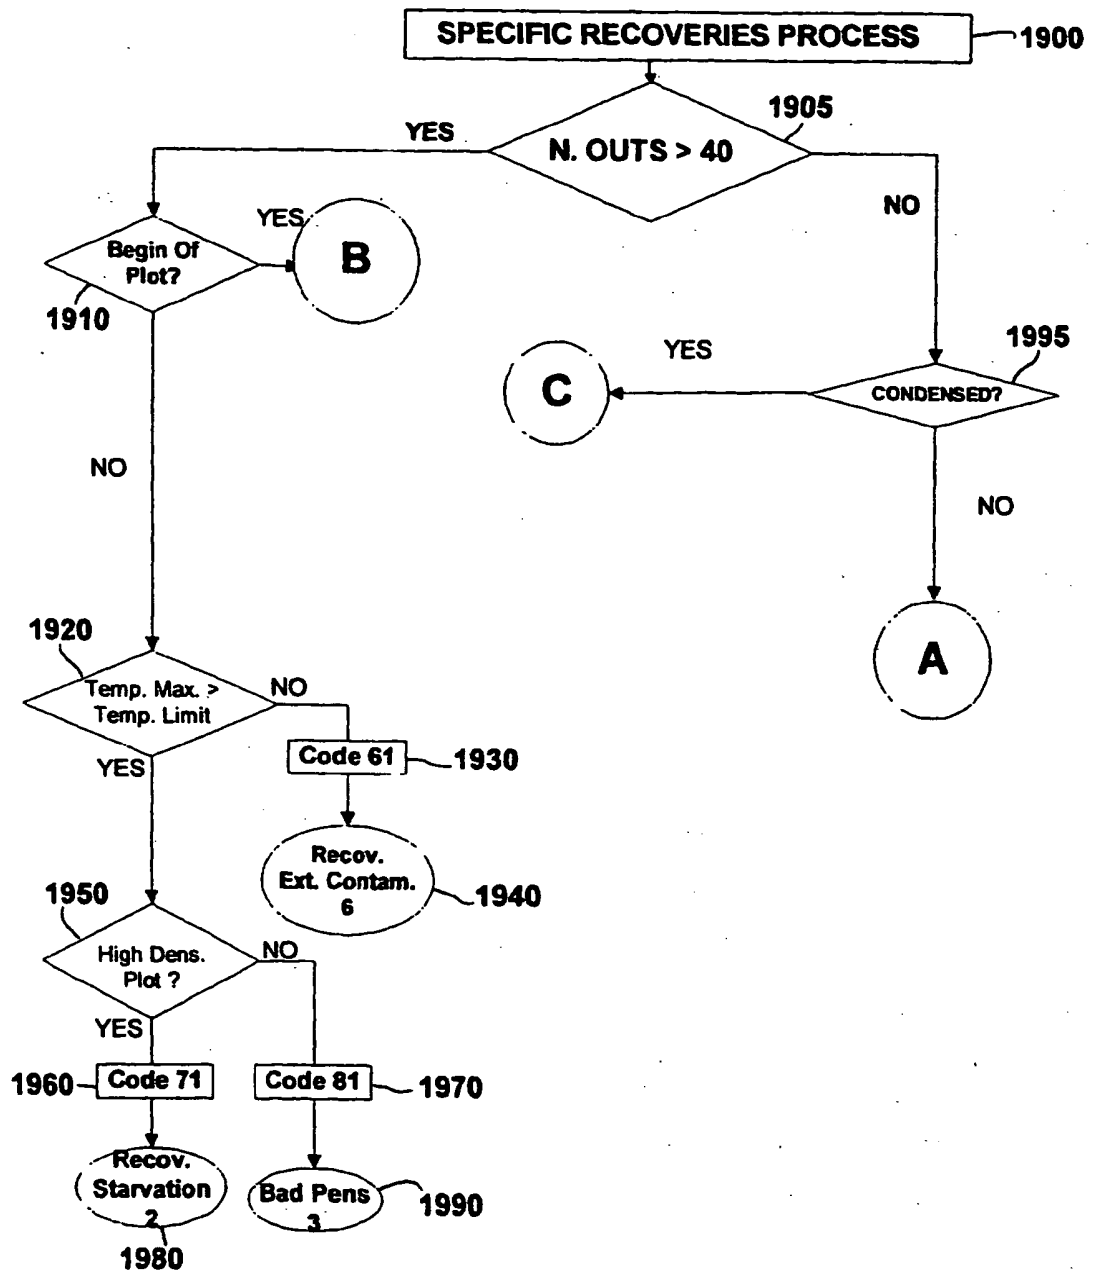 SPECIFIC RECOVERIES PROCESS
1900
1905
YES
N. OUTS > 40
NO
YES
Begin Of
Plot?
B
1910
1995
YES
C
CONDENSED?
NO
NO
1920
A
Temp. Max. >
Temp. Limit
NO
YES
Code 61
1930
Recov.
Ext. Contam.
6
1940
1950
High Dens.
Plot ?
NO
YES
1960
Code 71
Code 81
1970
Recov.
Starvation
2
Bad Pens
3
1990
1980